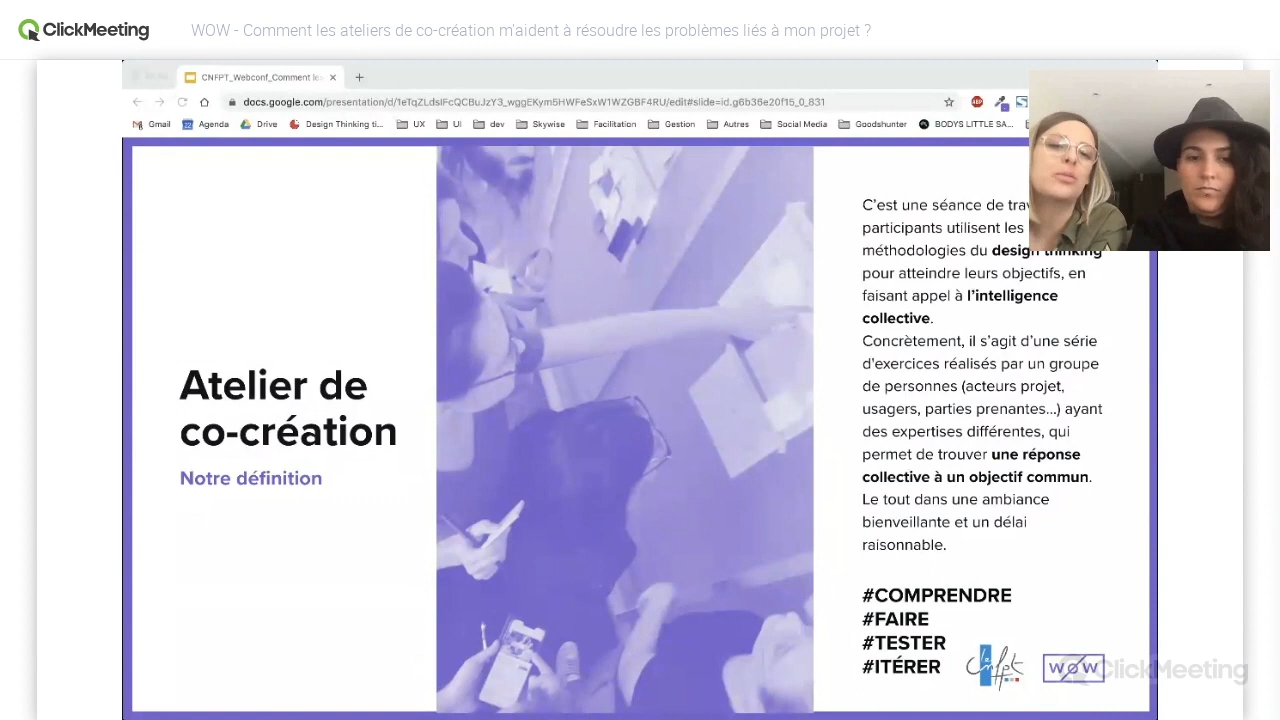 ClickMeeting
WOW - Comment les ateliers de co-création m'aident à résoudre les problèmes liés à mon projet ?
CNFPT_Webconf_Comment le
docs.google.com/presentation/d/1eTqZLdsIFcQCBuJzY3_wggEKym5HWFeSxW1WZGBF4RU/edit#slide=id.g6b36e20f15_0_831
Gmail Agenda Drive Design Thinking ti... UX UI dev Skywise Facilitation Gestion Autres Social Media Goodshunter BODYS LITTLE SA...
Atelier de
co-création
Notre définition
C'est une séance de
participants utilisent les
méthodologies du design thinking
pour atteindre leurs objectifs, en
faisant appel à l'intelligence
collective.
Concrètement, il s'agit d'une série
d'exercices réalisés par un groupe
de personnes (acteurs projet,
usagers, parties prenantes...) ayant
des expertises différentes, qui
permet de trouver une réponse
collective à un objectif commun.
Le tout dans une ambiance
bienveillante et un délai
raisonnable.
#COMPRENDRE
#FAIRE
#TESTER
#ITÉRER
cnfpt
WOW
ClickMeeting